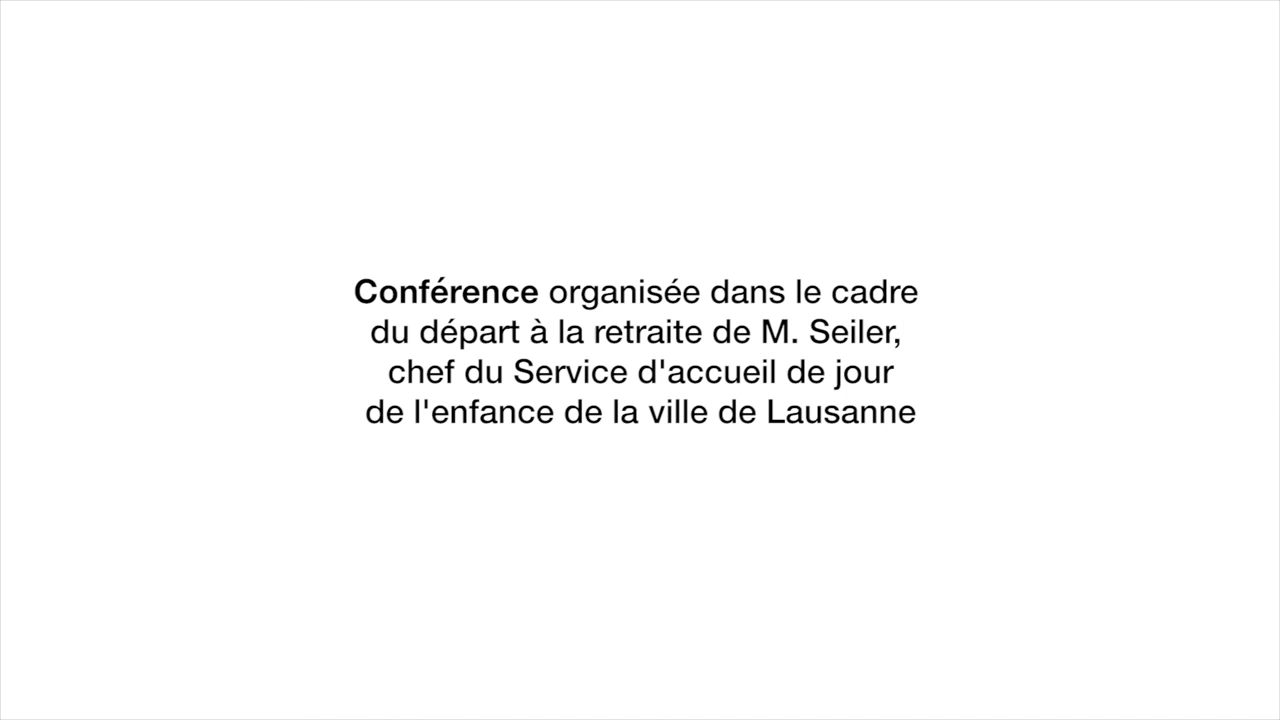 Conférence organisée dans le cadre
du départ à la retraite de M. Seiler,
chef du Service d'accueil de jour
de l'enfance de la ville de Lausanne